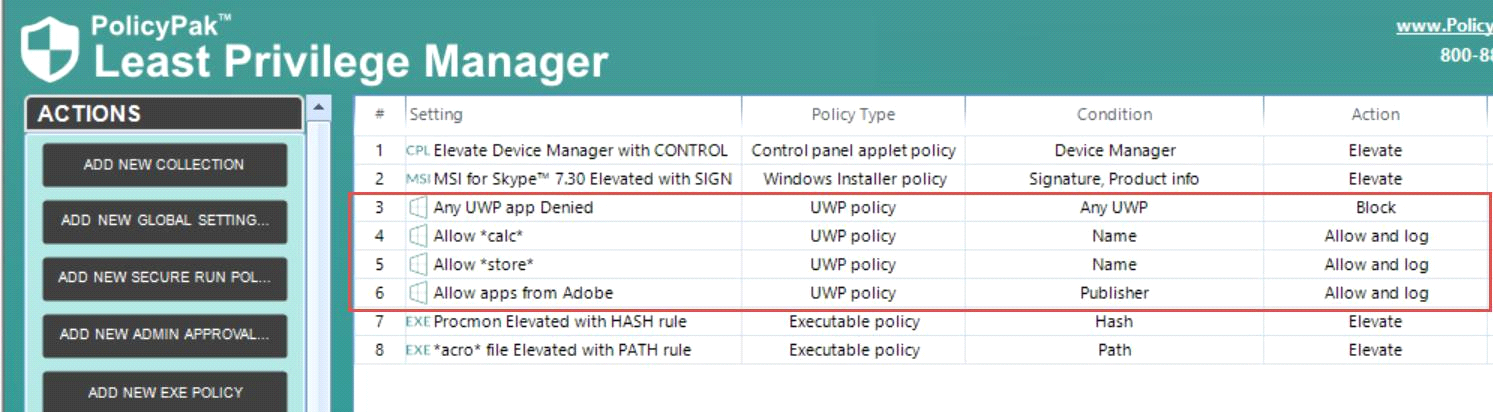 PolicyPak™
Least Privilege Manager
www.Policy
800-88
ACTIONS
ADD NEW COLLECTION
ADD NEW GLOBAL SETTING...
ADD NEW SECURE RUN POL...
ADD NEW ADMIN APPROVAL...
ADD NEW EXE POLICY
# Setting Policy Type Condition Action
1 CPL Elevate Device Manager with CONTROL Control panel applet policy Device Manager Elevate
2 MSI MSI for Skype™ 7.30 Elevated with SIGN Windows Installer policy Signature, Product info Elevate
3 Any UWP app Denied UWP policy Any UWP Block
4 Allow *calc* UWP policy Name Allow and log
5 Allow *store* UWP policy Name Allow and log
6 Allow apps from Adobe UWP policy Publisher Allow and log
7 EXE Procmon Elevated with HASH rule Executable policy Hash Elevate
8 EXE *acro* file Elevated with PATH rule Executable policy Path Elevate